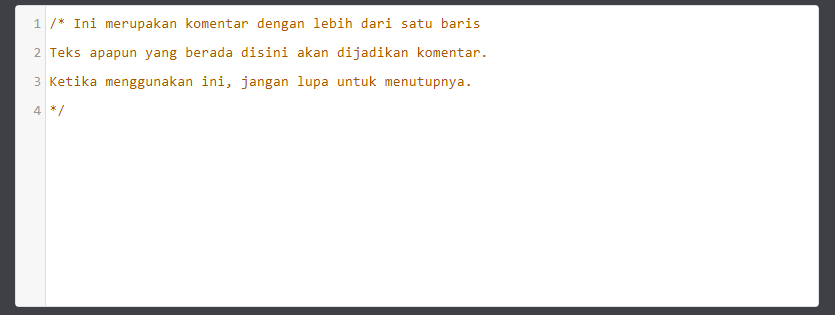 1 /* Ini merupakan komentar dengan lebih dari satu baris
2 Teks apapun yang berada disini akan dijadikan komentar.
3 Ketika menggunakan ini, jangan lupa untuk menutupnya.
4 */